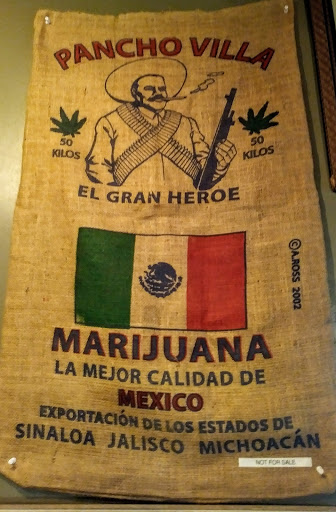 PANCHO VILLA
50 KILOS
50 KILOS
EL GRAN HEROE
©A.ROSS 2002
MARIJUANA
LA MEJOR CALIDAD DE
MEXICO
EXPORTACIÓN DE LOS ESTADOS DE
SINALOA JALISCO MICHOACÁN
NOT FOR SALE